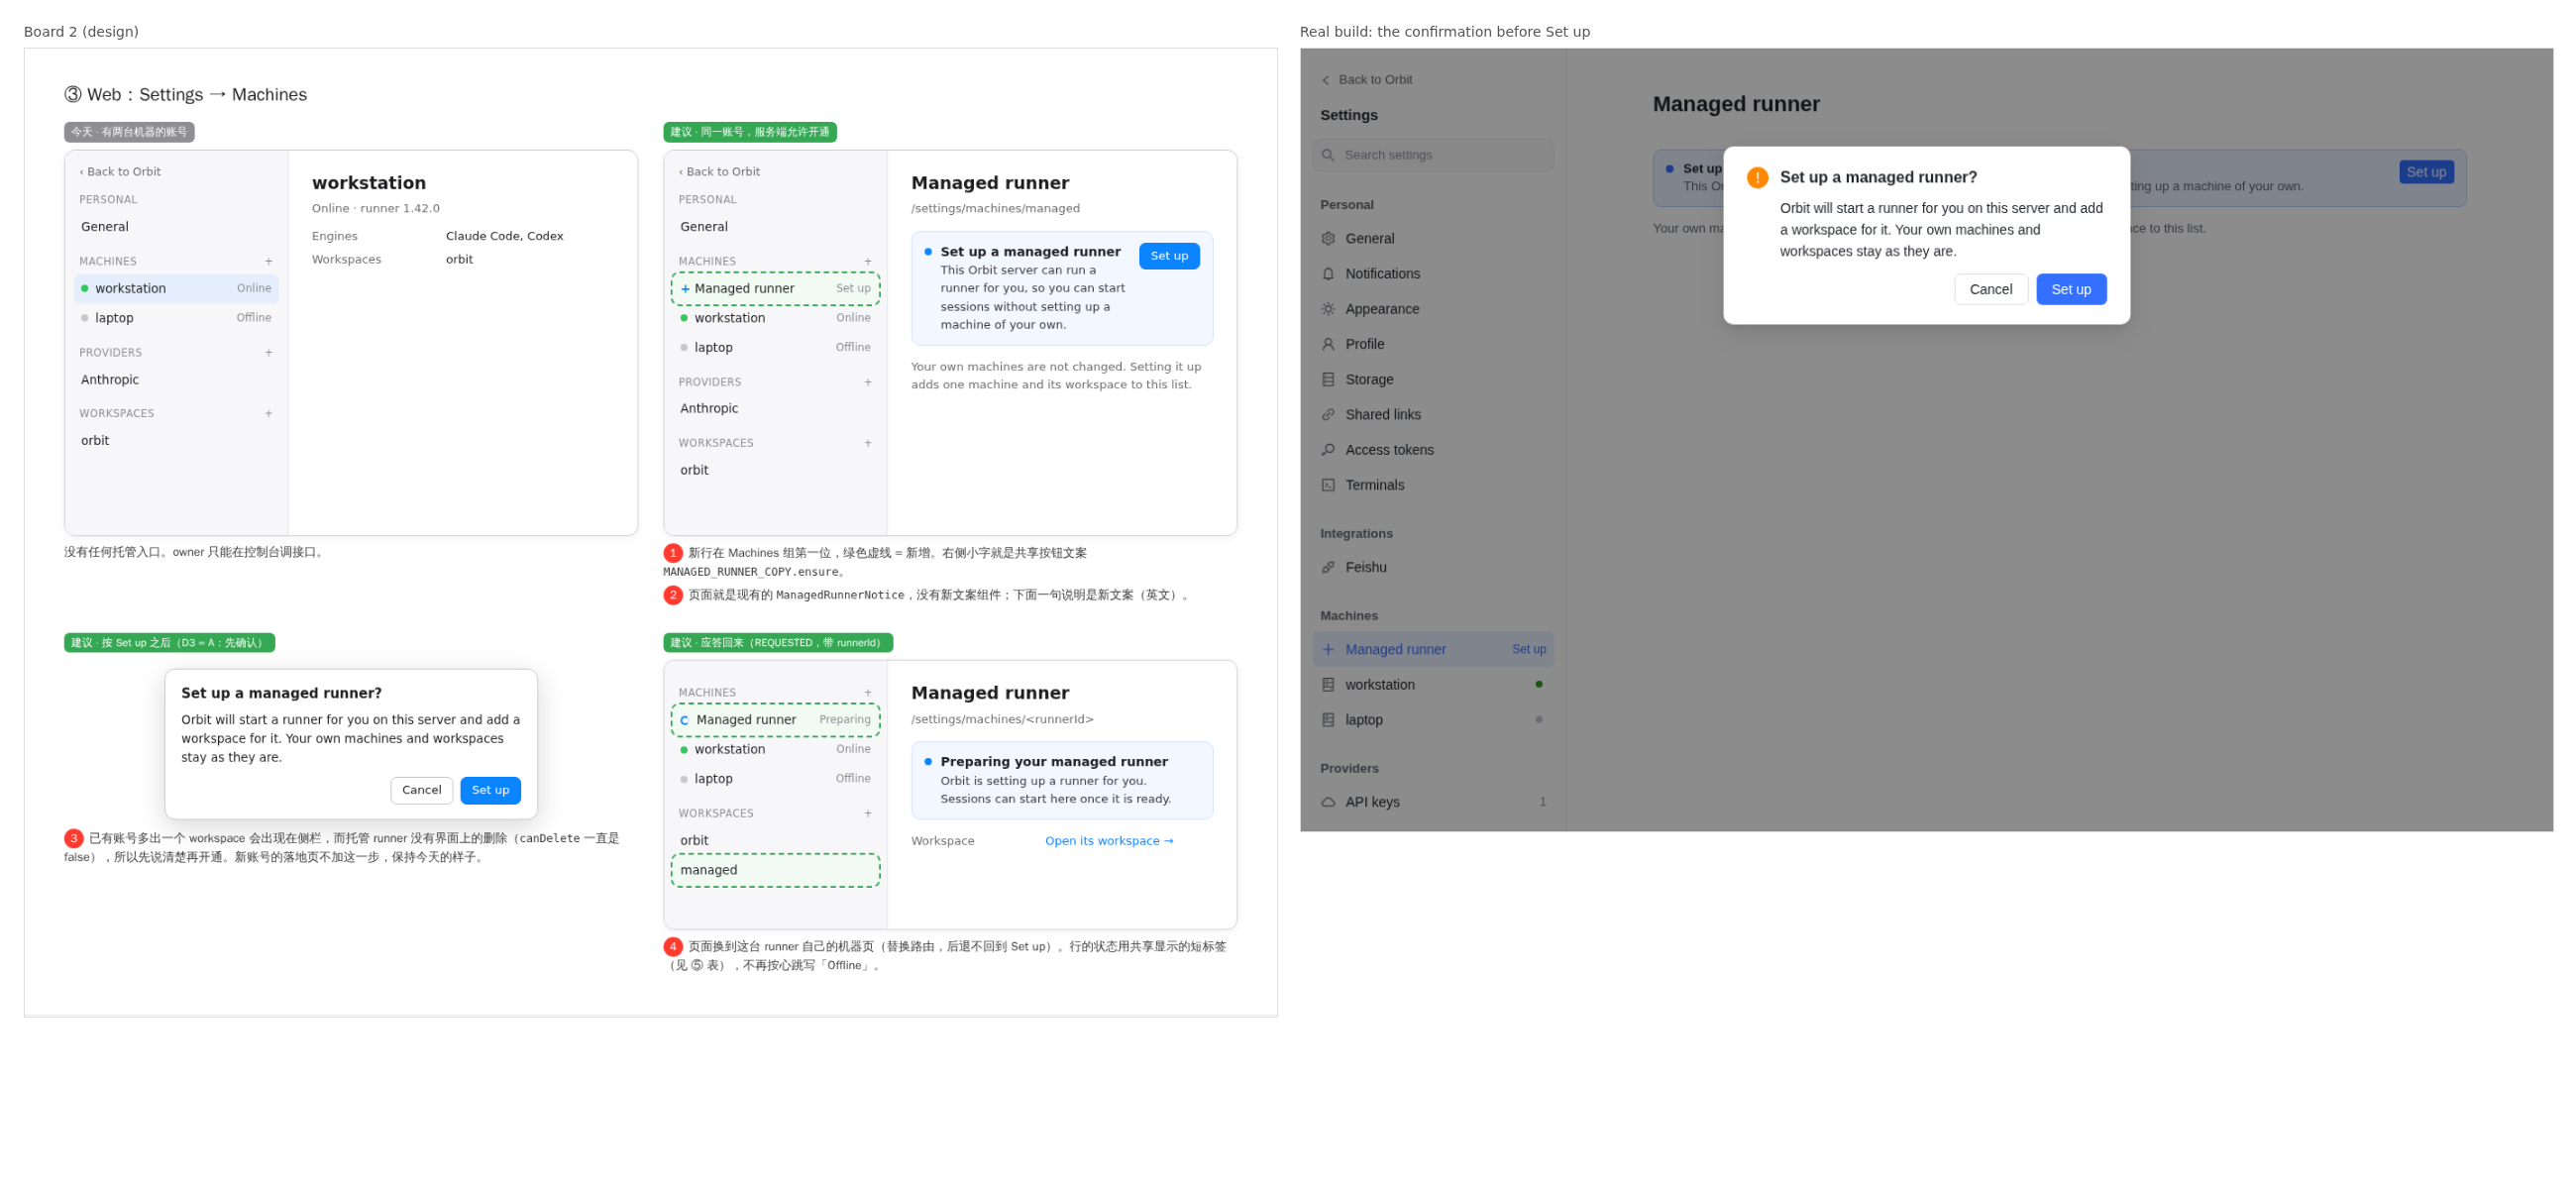 Board 2 (design)
③ Web：Settings → Machines
今天 · 有两台机器的账号
‹ Back to Orbit
PERSONAL
General
MACHINES +
workstation Online
laptop Offline
PROVIDERS +
Anthropic
WORKSPACES +
orbit
workstation
Online · runner 1.42.0
Engines Claude Code, Codex
Workspaces orbit
没有任何托管入口。owner 只能在控制台调接口。
建议 · 同一账号，服务端允许开通
‹ Back to Orbit
PERSONAL
General
MACHINES +
+ Managed runner Set up
workstation Online
laptop Offline
PROVIDERS +
Anthropic
WORKSPACES +
orbit
Managed runner
/settings/machines/managed
Set up a managed runner
Set up
This Orbit server can run a
runner for you, so you can start
sessions without setting up a
machine of your own.
Your own machines are not changed. Setting it up
adds one machine and its workspace to this list.
1 新行在 Machines 组第一位，绿色虚线 = 新增。右侧小字就是共享按钮文案
MANAGED_RUNNER_COPY.ensure。
2 页面就是现有的 ManagedRunnerNotice，没有新文案组件；下面一句说明是新文案（英文）。
建议 · 按 Set up 之后（D3 = A：先确认）
Set up a managed runner?
Orbit will start a runner for you on this server and add a
workspace for it. Your own machines and workspaces
stay as they are.
Cancel Set up
3 已有账号多出一个 workspace 会出现在侧栏，而托管 runner 没有界面上的删除（canDelete 一直是
false），所以先说清楚再开通。新账号的落地页不加这一步，保持今天的样子。
建议 · 应答回来（REQUESTED，带 runnerId）
MACHINES +
Managed runner Preparing
workstation Online
laptop Offline
WORKSPACES +
orbit
managed
Managed runner
/settings/machines/<runnerId>
Preparing your managed runner
Orbit is setting up a runner for you.
Sessions can start here once it is ready.
Workspace Open its workspace →
4 页面换到这台 runner 自己的机器页（替换路由，后退不回到 Set up）。行的状态用共享显示的短标签
（见 ⑤ 表），不再按心跳写「Offline」。
Real build: the confirmation before Set up
Back to Orbit
Settings
Search settings
Personal
General
Notifications
Appearance
Profile
Storage
Shared links
Access tokens
Terminals
Integrations
Feishu
Machines
Managed runner Set up
workstation
laptop
Providers
API keys 1
Managed runner
Set up
Set up
This Or
ting up a machine of your own.
Your own ma
ce to this list.
Set up a managed runner?
Orbit will start a runner for you on this server and add
a workspace for it. Your own machines and
workspaces stay as they are.
Cancel Set up